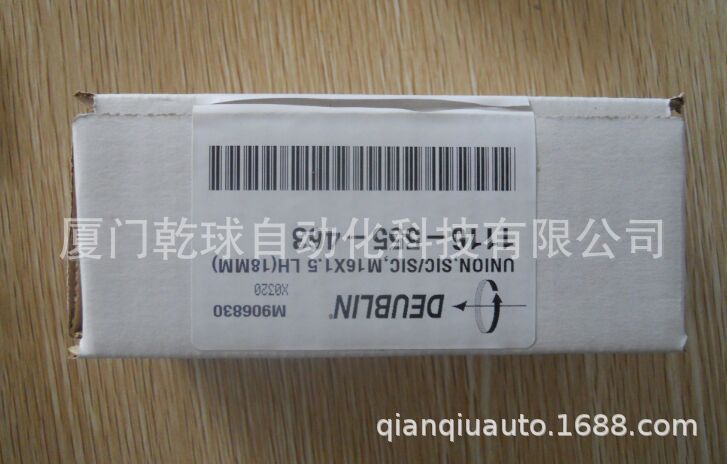 DEUBLIN®
M906830
X0320
UNION,SIC/SIC,M16X1.5 LH(18MM)
厦门乾球自动化科技有限公司
qianqiuauto.1688.com